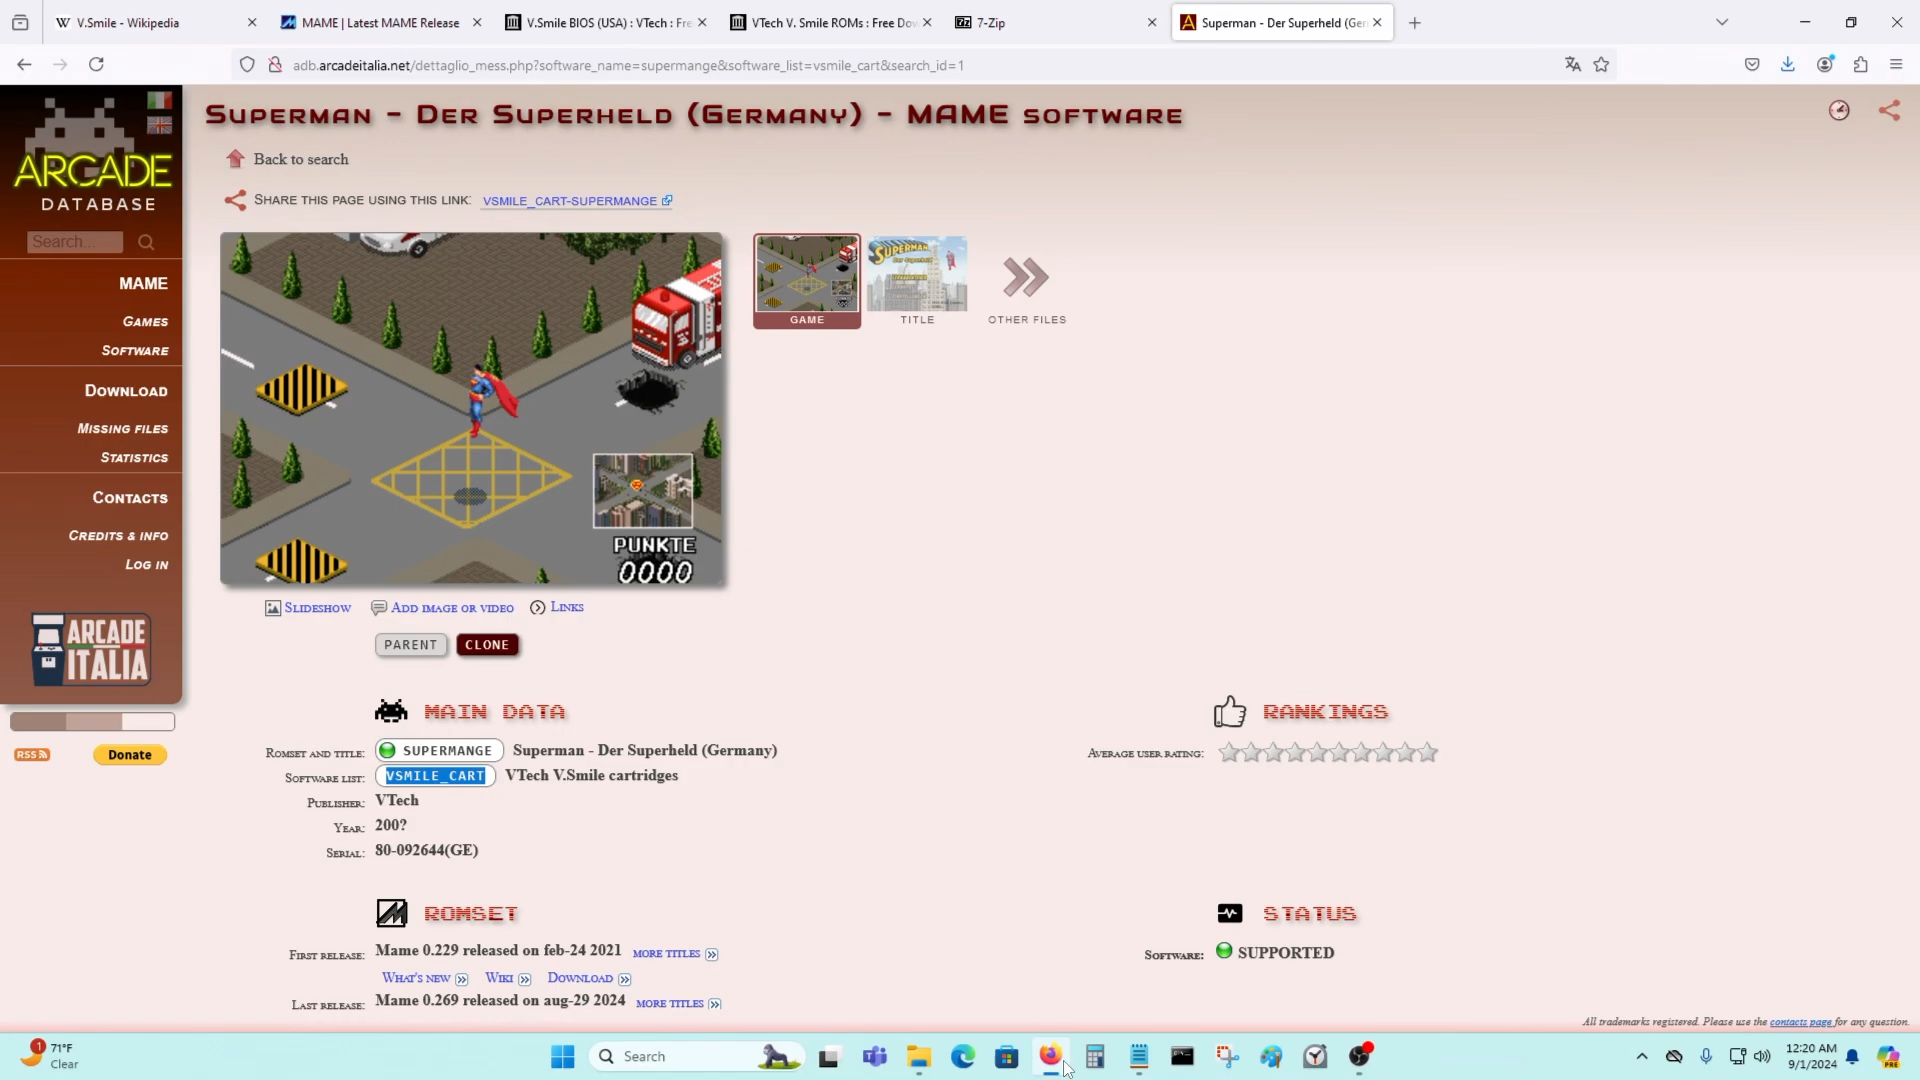 V.Smile - Wikipedia
MAME | Latest MAME Release
V.Smile BIOS (USA) : VTech : Fre
VTech V. Smile ROMs : Free Dow
7-Zip
Superman - Der Superheld (Ger
adb.arcadeitalia.net/dettaglio_mess.php?software_name=supermange&software_list=vsmile_cart&search_id=1
ARCADE
DATABASE
Search...
MAME
Games
Software
Download
Missing files
Statistics
Contacts
Credits & info
Log in
ARCADE
ITALIA
RSS
Donate
Superman - Der Superheld (Germany) - MAME software
Back to search
Share this page using this link: vsmile_cart-supermange
PUNKTE
0000
SUPERMAN
GAME
TITLE
OTHER FILES
Slideshow
Add image or video
Links
PARENT
CLONE
MAIN DATA
Romset and title: SUPERMANGE Superman - Der Superheld (Germany)
Software list: VSMILE_CART VTech V.Smile cartridges
Publisher: VTech
Year: 200?
Serial: 80-092644(GE)
RANKINGS
Average user rating:
ROMSET
First release: Mame 0.229 released on feb-24 2021 more titles
What's new Wiki Download
Last release: Mame 0.269 released on aug-29 2024 more titles
STATUS
Software: SUPPORTED
All trademarks registered. Please use the contacts page for any question.
1
71°F
Clear
Search
12:20 AM
9/1/2024
PRE